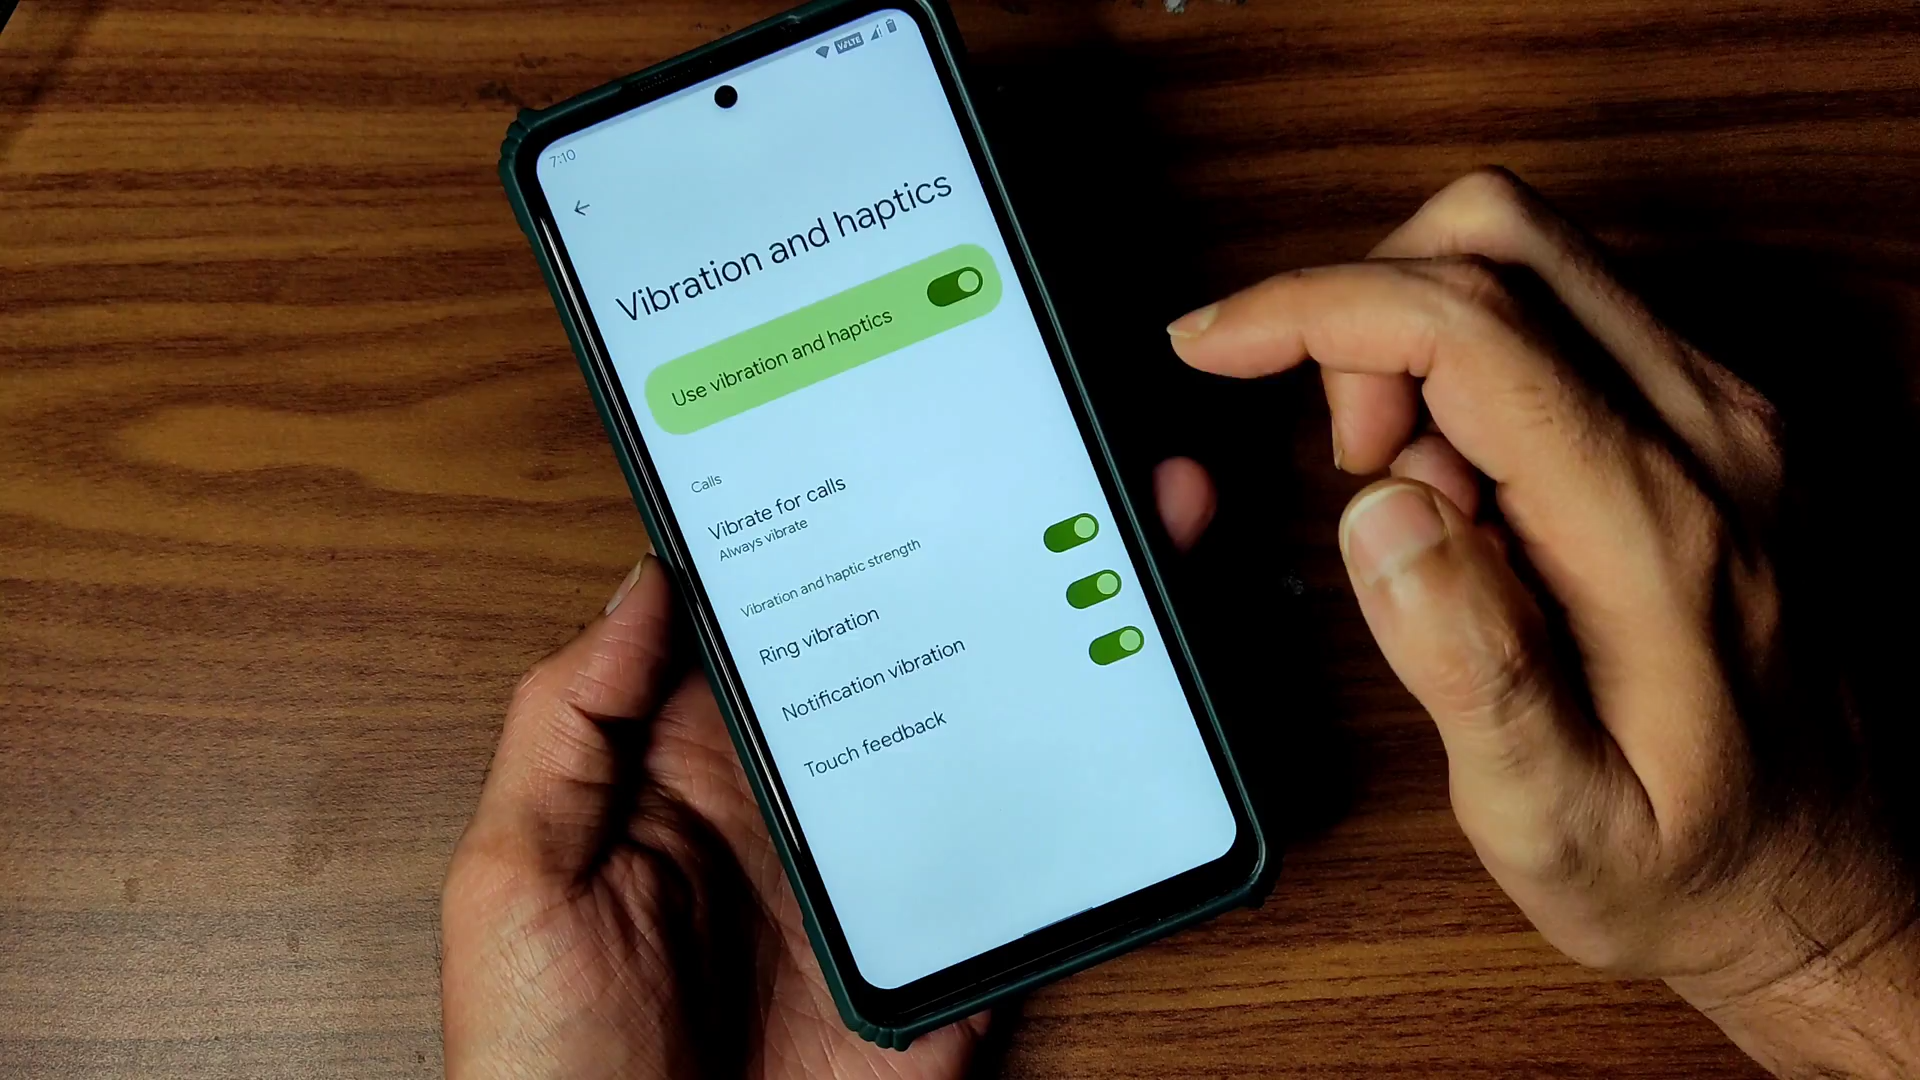 7:10
VoLTE
Vibration and haptics
Use vibration and haptics
Calls
Vibrate for calls
Always vibrate
Vibration and haptic strength
Ring vibration
Notification vibration
Touch feedback